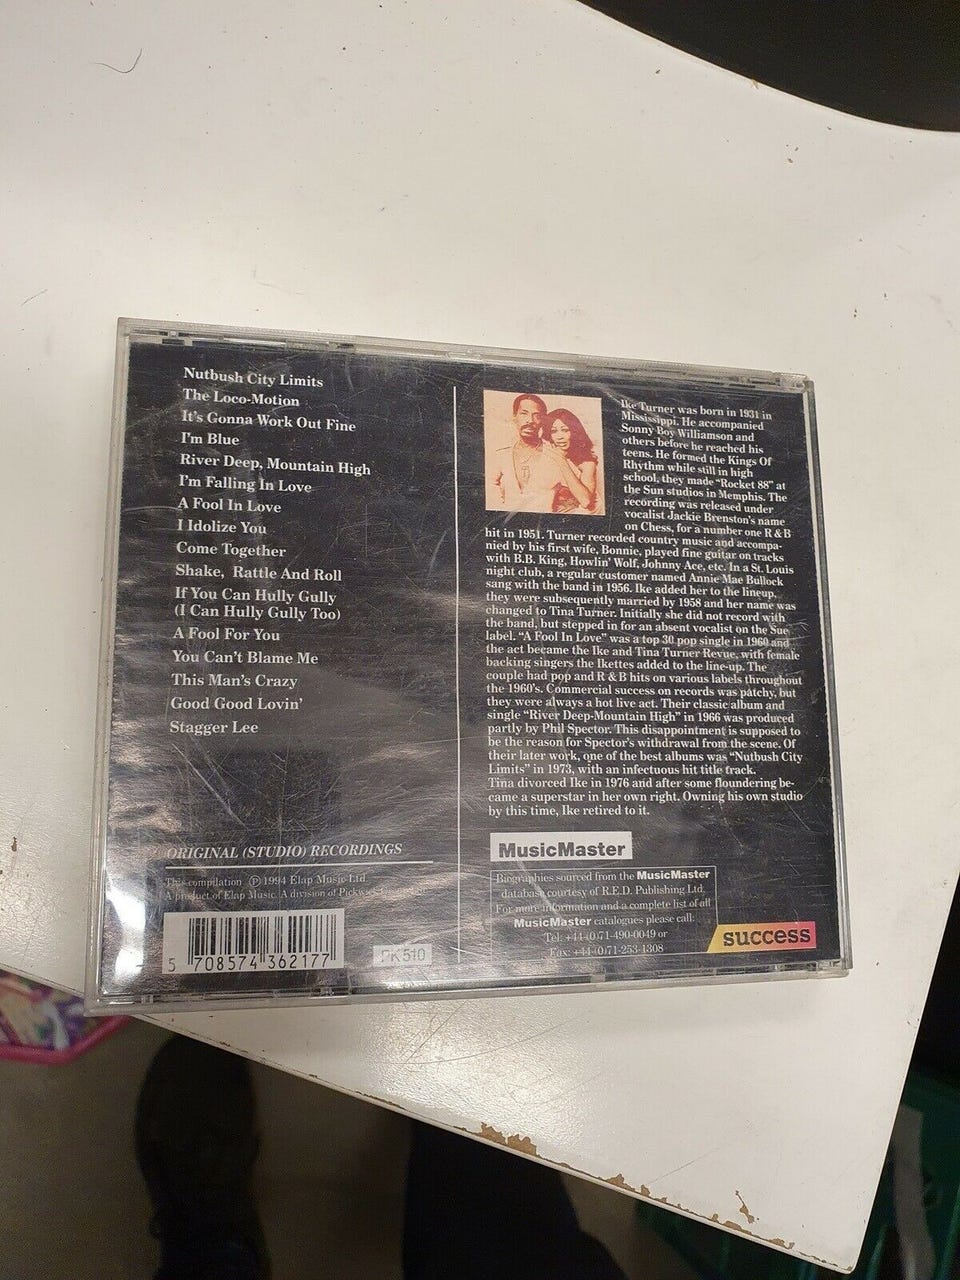 Nutbush City Limits
The Loco-Motion
It's Gonna Work Out Fine
I'm Blue
River Deep, Mountain High
I'm Falling In Love
A Fool In Love
I Idolize You
Come Together
Shake, Rattle And Roll
If You Can Hully Gully
(I Can Hully Gully Too)
A Fool For You
You Can't Blame Me
This Man's Crazy
Good Good Lovin'
Stagger Lee
ORIGINAL (STUDIO) RECORDINGS
This compilation Ⓟ 1994 Elap Music Ltd
A product of Elap Music. A division of
5 708574 362177
PK 510
Ike Turner was born in 1931 in
Mississippi. He accompanied
Sonny Boy Williamson and
others before he reached his
teens. He formed the Kings Of
Rhythm while still in high
school, they made "Rocket 88" at
the Sun studios in Memphis. The
recording was released under
vocalist Jackie Brenston's name
on Chess, for a number one R & B
hit in 1951. Turner recorded country music and accompa-
nied by his first wife, Bonnie, played fine guitar on tracks
with B.B. King, Howlin' Wolf, Johnny Ace, etc. In a St. Louis
night club, a regular customer named Annie Mae Bullock
sang with the band in 1956. Ike added her to the lineup,
they were subsequently married by 1958 and her name was
changed to Tina Turner. Initially she did not record with
the band, but stepped in for an absent vocalist on the Sue
label. "A Fool In Love" was a top 30 pop single in 1960 and
the act became the Ike and Tina Turner Revue, with female
backing singers the Ikettes added to the line-up. The
couple had pop and R & B hits on various labels throughout
the 1960's. Commercial success on records was patchy, but
they were always a hot live act. Their classic album and
single "River Deep-Mountain High" in 1966 was produced
partly by Phil Spector. This disappointment is supposed to
be the reason for Spector's withdrawal from the scene. Of
their later work, one of the best albums was "Nutbush City
Limits" in 1973, with an infectuous hit title track.
Tina divorced Ike in 1976 and after some floundering be-
came a superstar in her own right. Owning his own studio
by this time, Ike retired to it.
MusicMaster
Biographies sourced from the MusicMaster
database courtesy of R.E.D. Publishing Ltd.
For more information and a complete list of all
MusicMaster catalogues please call:
Tel: +44-(0)71-490-0049 or
Fax: +44-(0)71-253-1308
success